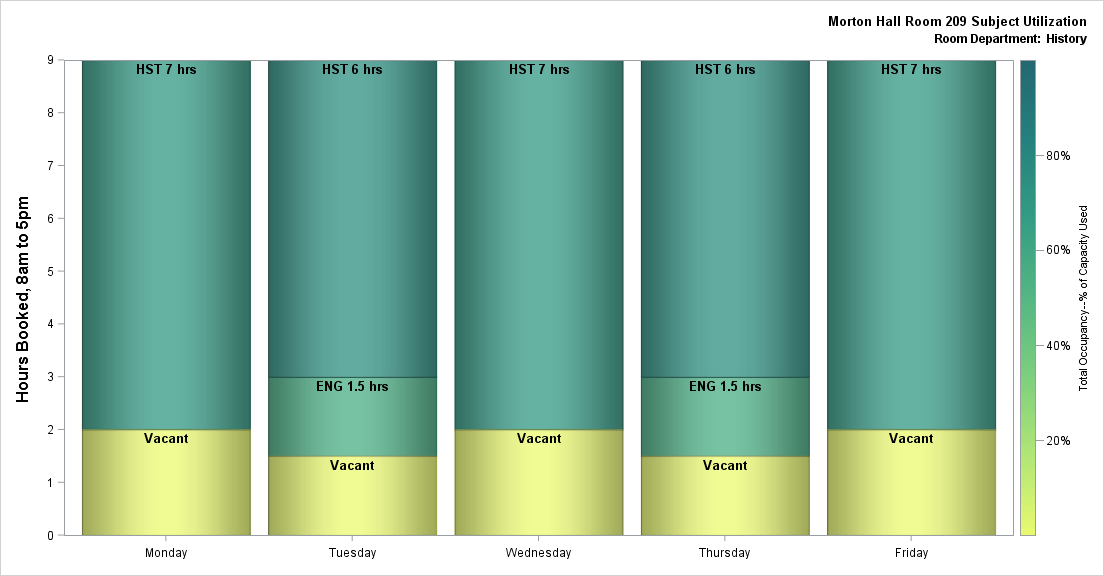 Morton Hall Room 209 Subject Utilization
Room Department: History
Hours Booked, 8am to 5pm
9
8
7
6
5
4
3
2
1
0
HST 7 hrs
Vacant
HST 6 hrs
ENG 1.5 hrs
Vacant
HST 7 hrs
Vacant
HST 6 hrs
ENG 1.5 hrs
Vacant
HST 7 hrs
Vacant
Monday
Tuesday
Wednesday
Thursday
Friday
80%
60%
40%
20%
Total Occupancy--% of Capacity Used